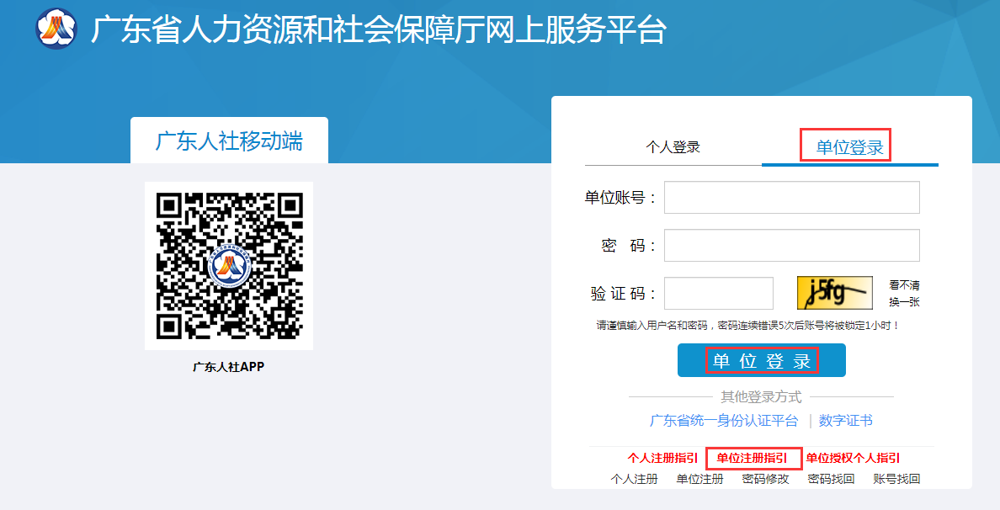 广东省人力资源和社会保障厅网上服务平台
广东人社移动端
广东人社APP
个人登录 单位登录
单位账号：
密 码：
验 证 码： j5fg 看不清
换一张
请谨慎输入用户名和密码，密码连续错误5次后账号将被锁定1小时！
单 位 登 录
其他登录方式
广东省统一身份认证平台 | 数字证书
个人注册指引 单位注册指引 单位授权个人指引
个人注册 单位注册 密码修改 密码找回 账号找回